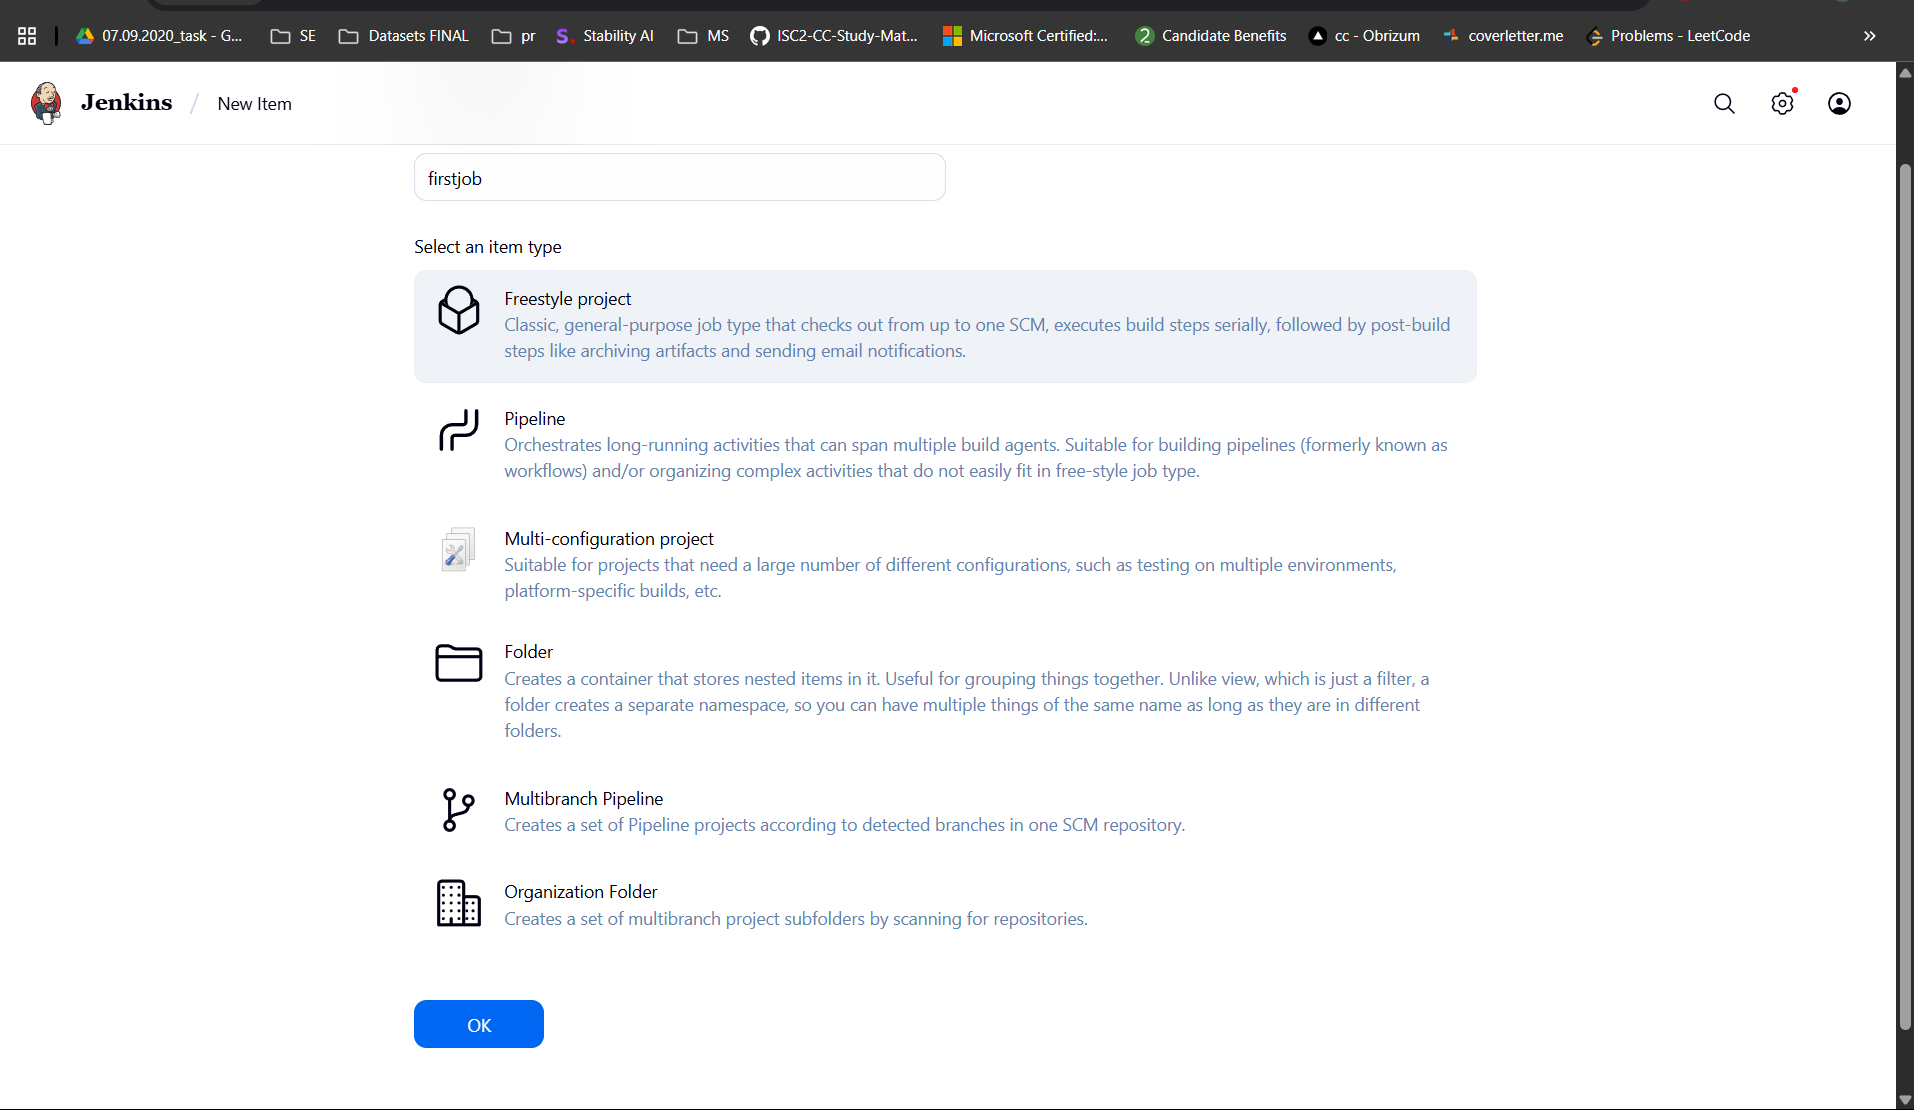 07.09.2020_task - G...
SE
Datasets FINAL
pr
S. Stability AI
MS
ISC2-CC-Study-Mat...
Microsoft Certified:...
2 Candidate Benefits
cc - Obrizum
coverletter.me
Problems - LeetCode
»
Jenkins / New Item
firstjob
Select an item type
Freestyle project
Classic, general-purpose job type that checks out from up to one SCM, executes build steps serially, followed by post-build
steps like archiving artifacts and sending email notifications.
Pipeline
Orchestrates long-running activities that can span multiple build agents. Suitable for building pipelines (formerly known as
workflows) and/or organizing complex activities that do not easily fit in free-style job type.
Multi-configuration project
Suitable for projects that need a large number of different configurations, such as testing on multiple environments,
platform-specific builds, etc.
Folder
Creates a container that stores nested items in it. Useful for grouping things together. Unlike view, which is just a filter, a
folder creates a separate namespace, so you can have multiple things of the same name as long as they are in different
folders.
Multibranch Pipeline
Creates a set of Pipeline projects according to detected branches in one SCM repository.
Organization Folder
Creates a set of multibranch project subfolders by scanning for repositories.
OK